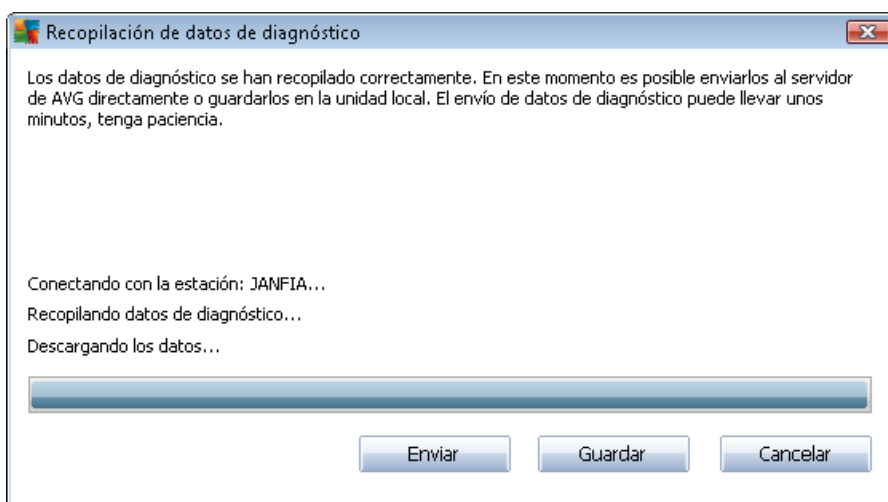 Recopilación de datos de diagnóstico
Los datos de diagnóstico se han recopilado correctamente. En este momento es posible enviarlos al servidor
de AVG directamente o guardarlos en la unidad local. El envío de datos de diagnóstico puede llevar unos
minutos, tenga paciencia.
Conectando con la estación: JANFIA...
Recopilando datos de diagnóstico...
Descargando los datos...
Enviar
Guardar
Cancelar